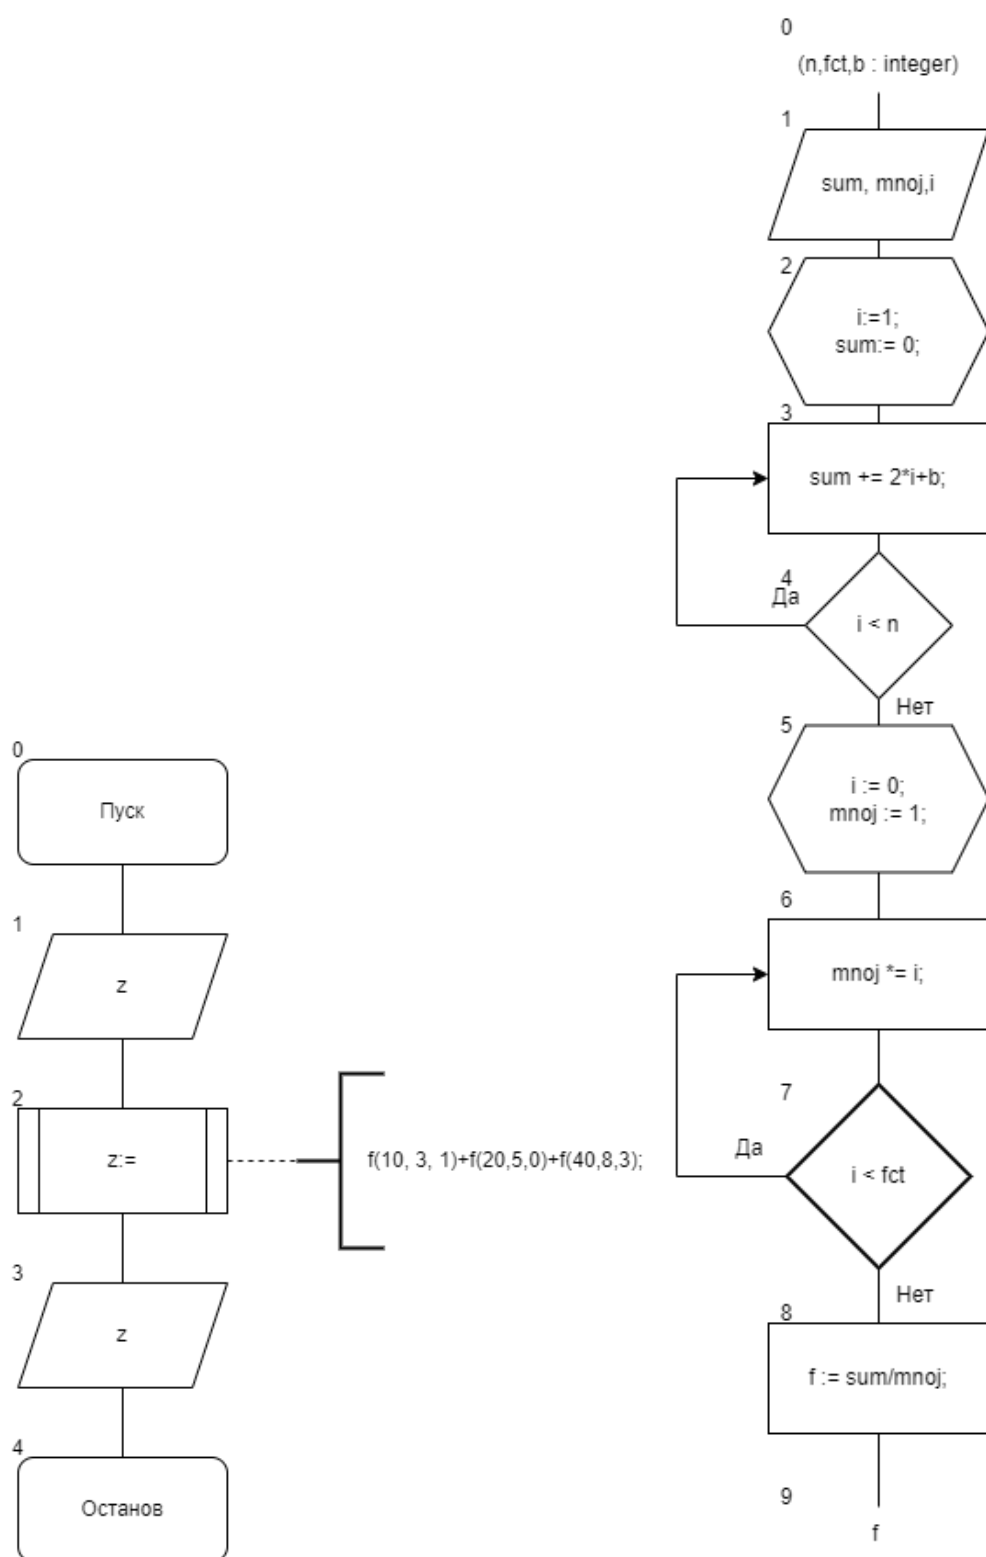 0
(n,fct,b : integer)
1
sum, mnoj,i
2
i:=1;
sum:= 0;
3
sum += 2*i+b;
4
Да
i < n
Нет
5
i := 0;
mnoj := 1;
6
mnoj *= i;
7
Да
i < fct
Нет
8
f := sum/mnoj;
9
f
0
Пуск
1
z
2
z:=
f(10, 3, 1)+f(20,5,0)+f(40,8,3);
3
z
4
Останов